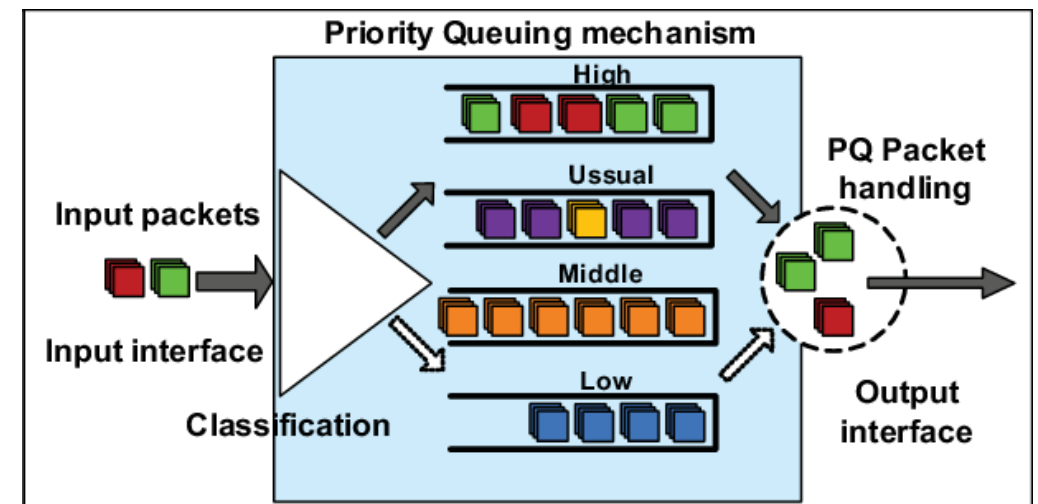 Priority Queuing mechanism
High
Ussual
Middle
Low
Input packets
Input interface
Classification
PQ Packet
handling
Output
interface